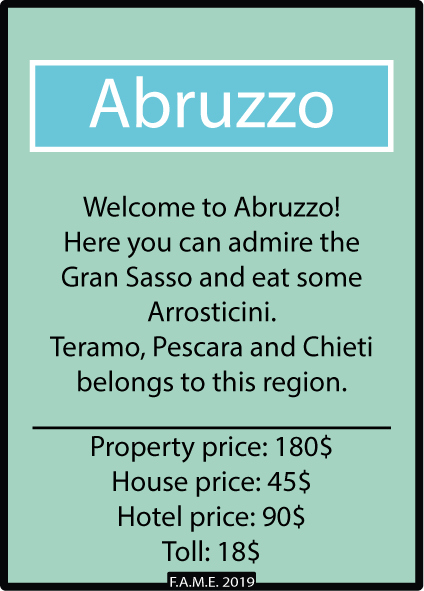 Abruzzo
Welcome to Abruzzo!
Here you can admire the
Gran Sasso and eat some
Arrosticini.
Teramo, Pescara and Chieti
belongs to this region.
Property price: 180$
House price: 45$
Hotel price: 90$
Toll: 18$
F.A.M.E. 2019